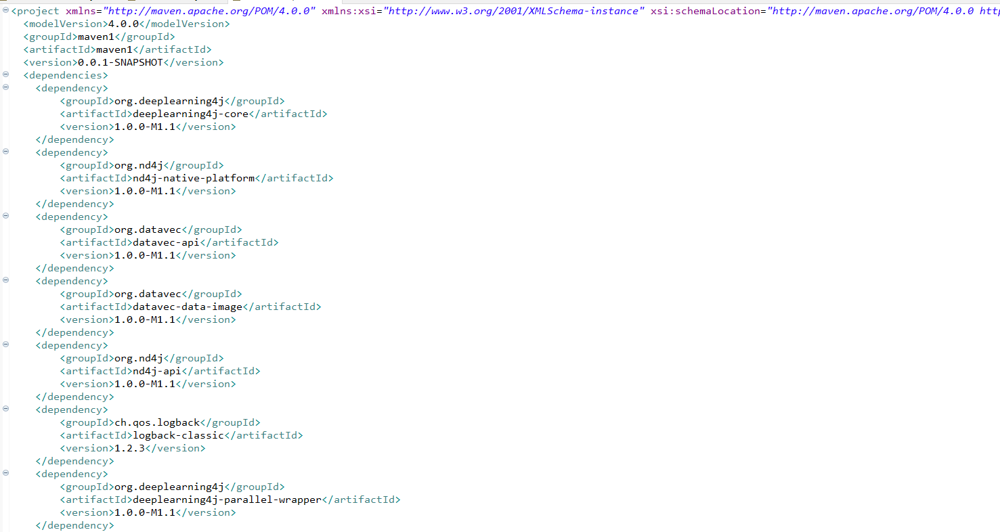 <project xmlns="http://maven.apache.org/POM/4.0.0" xmlns:xsi="http://www.w3.org/2001/XMLSchema-instance" xsi:schemaLocation="http://maven.apache.org/POM/4.0.0 http
<modelVersion>4.0.0</modelVersion>
<groupId>maven1</groupId>
<artifactId>maven1</artifactId>
<version>0.0.1-SNAPSHOT</version>
<dependencies>
<dependency>
<groupId>org.deeplearning4j</groupId>
<artifactId>deeplearning4j-core</artifactId>
<version>1.0.0-M1.1</version>
</dependency>
<dependency>
<groupId>org.nd4j</groupId>
<artifactId>nd4j-native-platform</artifactId>
<version>1.0.0-M1.1</version>
</dependency>
<dependency>
<groupId>org.datavec</groupId>
<artifactId>datavec-api</artifactId>
<version>1.0.0-M1.1</version>
</dependency>
<dependency>
<groupId>org.datavec</groupId>
<artifactId>datavec-data-image</artifactId>
<version>1.0.0-M1.1</version>
</dependency>
<dependency>
<groupId>org.nd4j</groupId>
<artifactId>nd4j-api</artifactId>
<version>1.0.0-M1.1</version>
</dependency>
<dependency>
<groupId>ch.qos.logback</groupId>
<artifactId>logback-classic</artifactId>
<version>1.2.3</version>
</dependency>
<dependency>
<groupId>org.deeplearning4j</groupId>
<artifactId>deeplearning4j-parallel-wrapper</artifactId>
<version>1.0.0-M1.1</version>
</dependency>